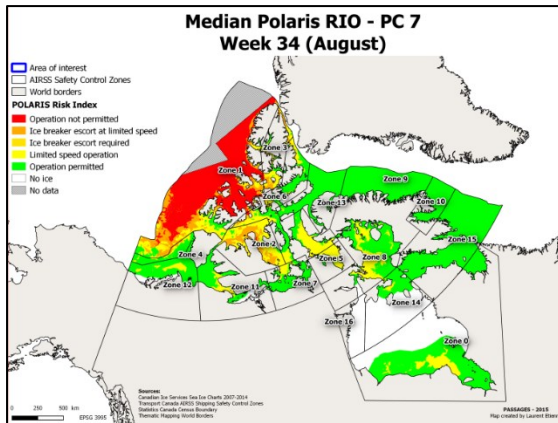 Median Polaris RIO - PC 7
Week 34 (August)
Area of interest
AIRSS Safety Control Zones
World borders
POLARIS Risk Index
Operation not permitted
Ice breaker escort at limited speed
Ice breaker escort required
Limited speed operation
Operation permitted
No ice
No data
Zone 3
Zone 1
Zone 9
Zone 6
Zone 13
Zone 10
Zone 4
Zone 2
Zone 5
Zone 8
Zone 15
Zone 12
Zone 11
Zone 7
Zone 14
Zone 16
Zone 0
Sources:
Canadian Ice Services Sea Ice Charts 2007-2014
Transport Canada AIRSS Shipping Safety Control Zones
Statistics Canada Census Boundary
Thematic Mapping World Borders
0 250 500 km
EPSG 3995
PASSAGES - 2015
Map created by Laurent Etienne